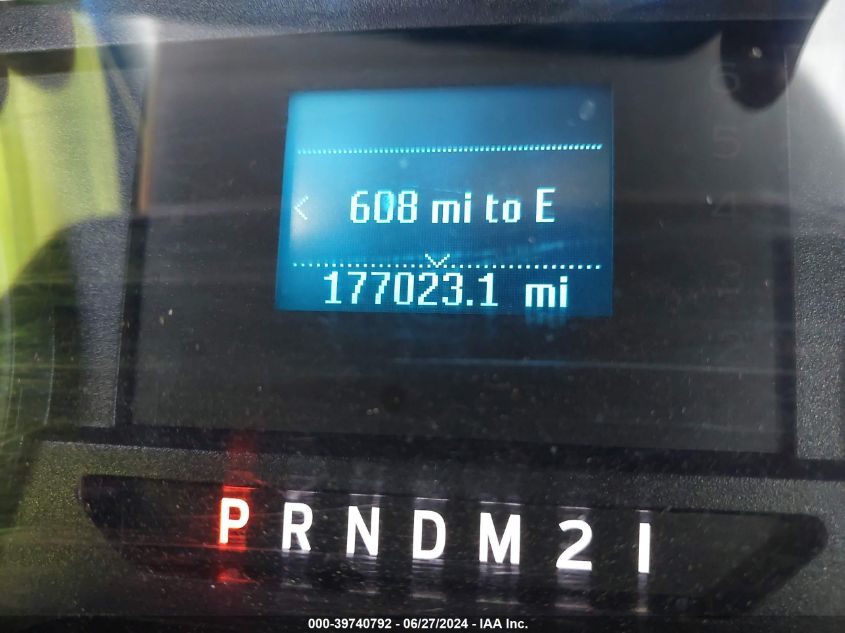 608 mi to E
177023.1 mi
P R N D M 2 1
000-39740792 - 06/27/2024 - IAA Inc.